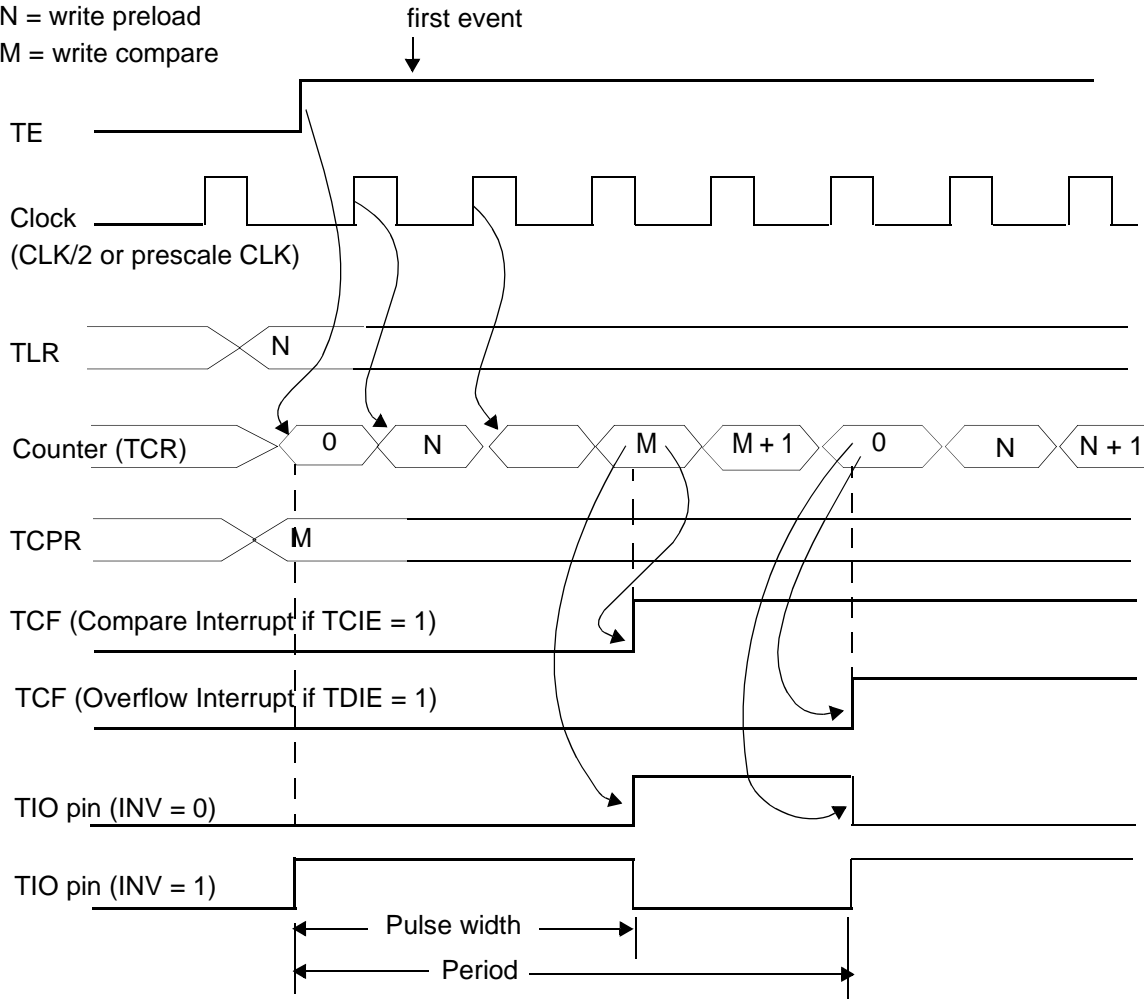 N = write preload
first event
M = write compare
TE
Clock
(CLK/2 or prescale CLK)
TLR
N
Counter (TCR)
0
N
M
M + 1
0
N
N + 1
TCPR
M
TCF (Compare Interrupt if TCIE = 1)
TCF (Overflow Interrupt if TDIE = 1)
TIO pin (INV = 0)
TIO pin (INV = 1)
Pulse width
Period